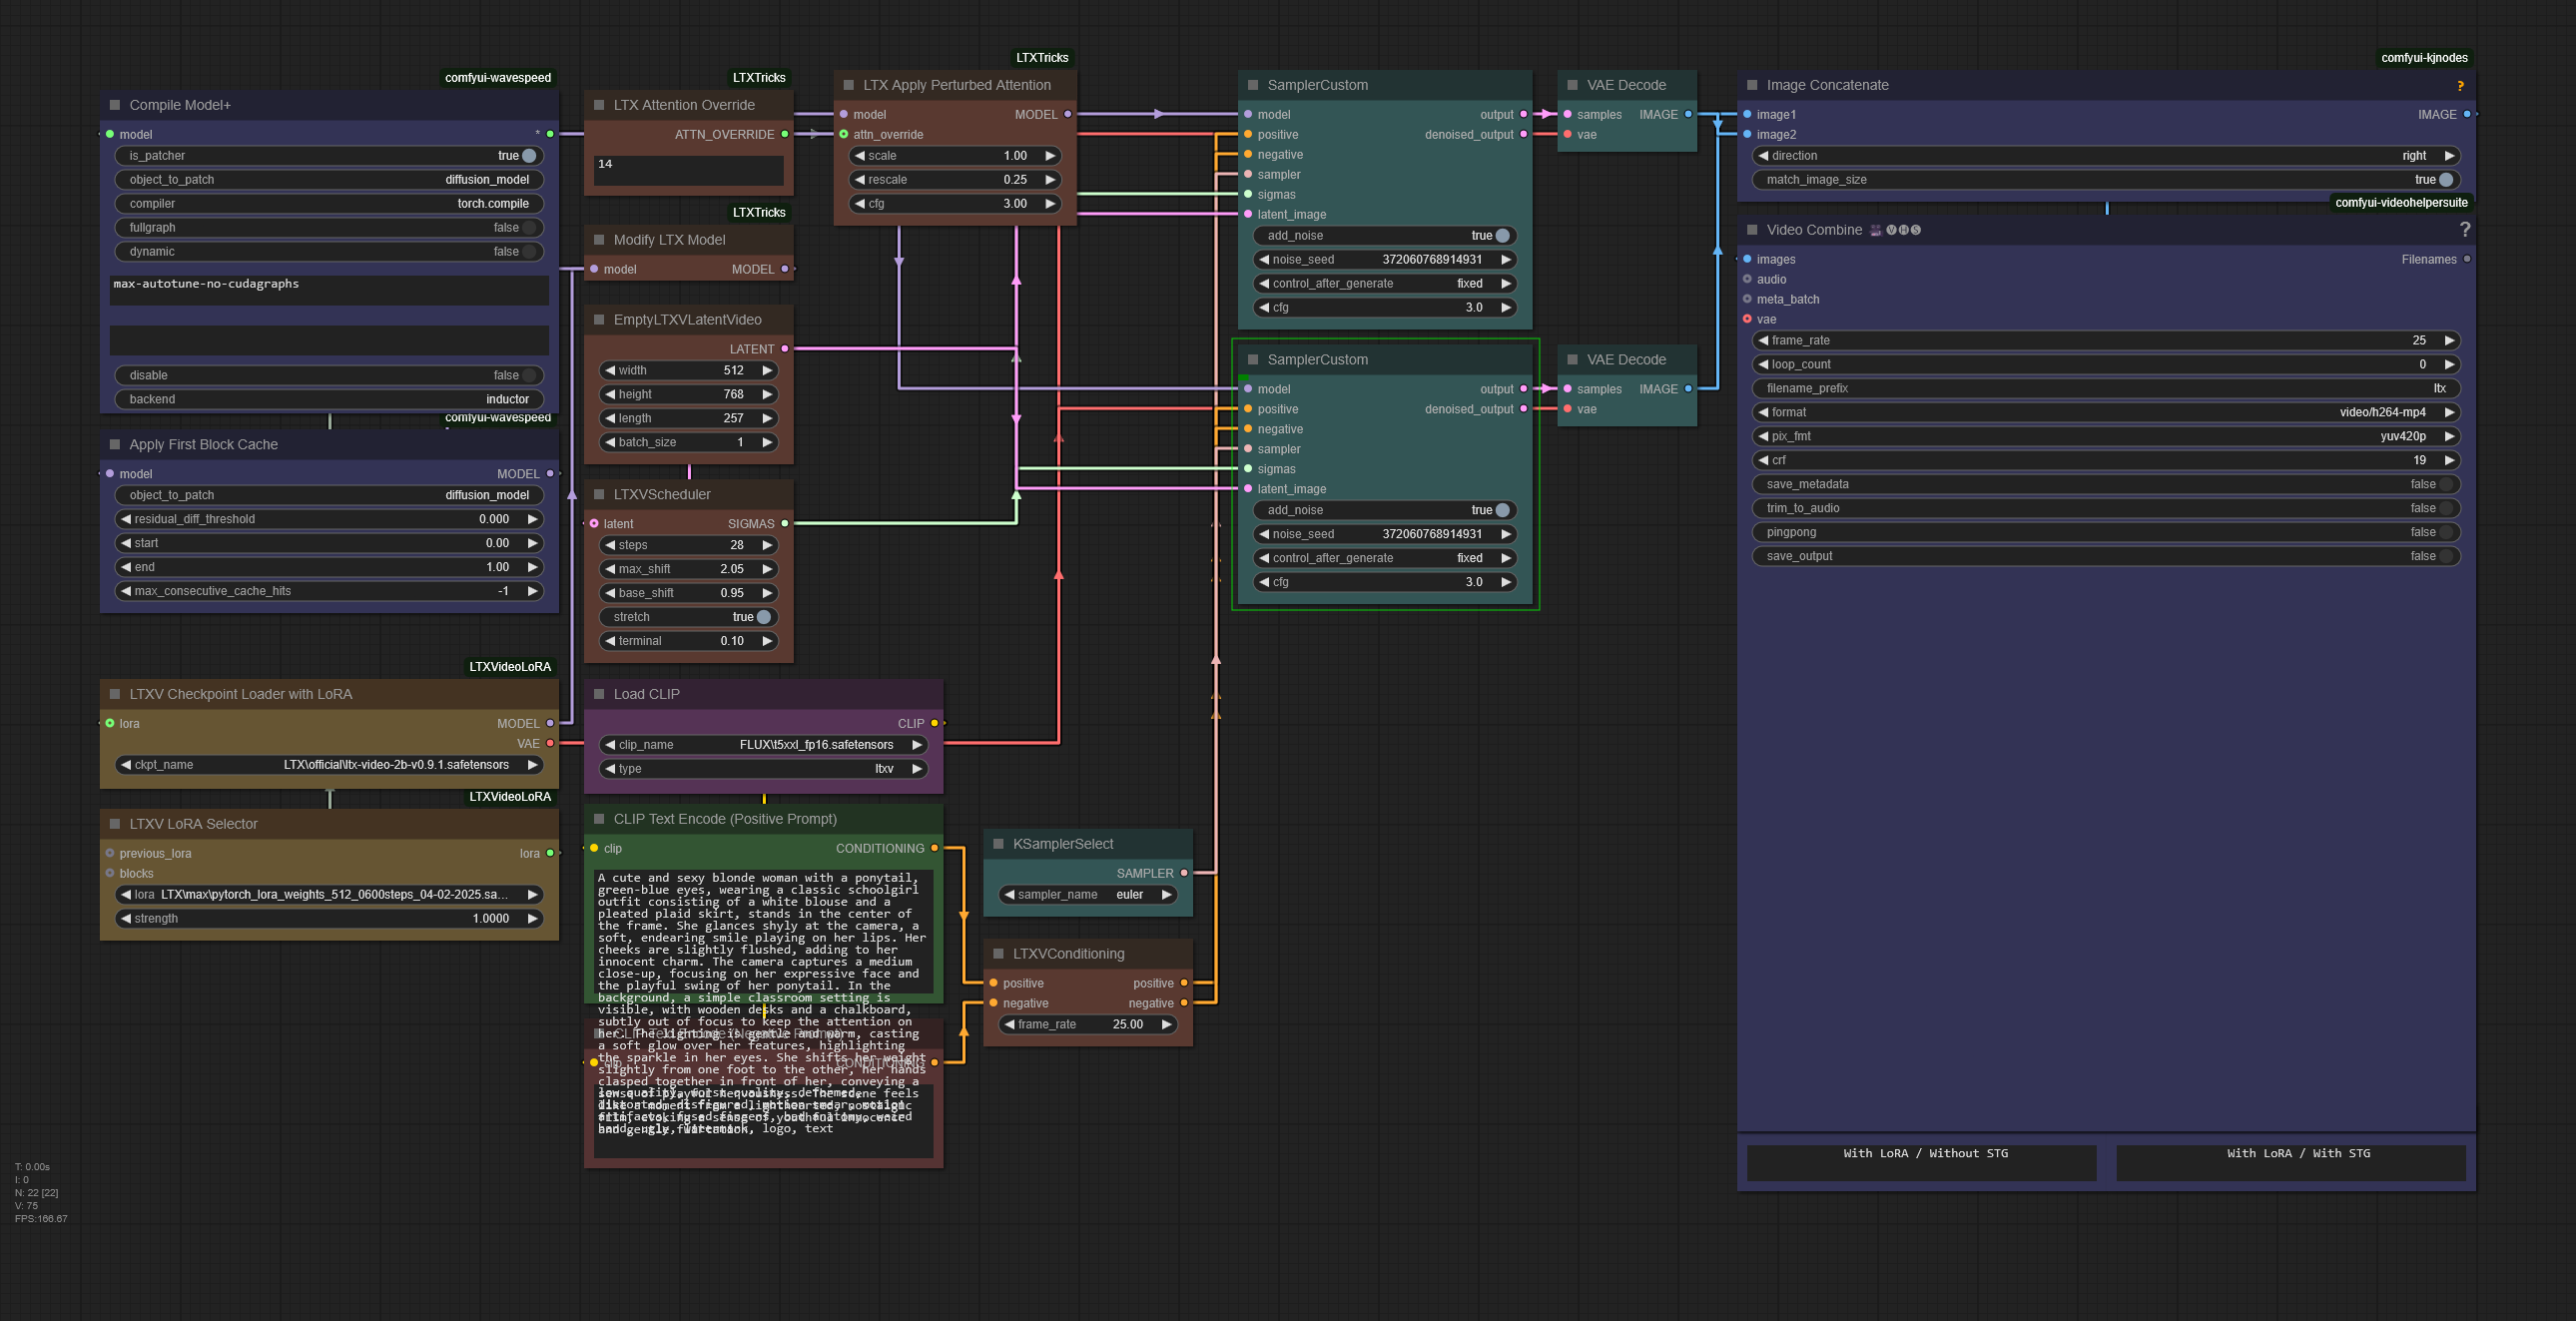 comfyui-wavespeed
Compile Model+
model
*
is_patcher true
object_to_patch diffusion_model
compiler torch.compile
fullgraph false
dynamic false
max-autotune-no-cudagraphs
disable false
backend inductor
comfyui-wavespeed
Apply First Block Cache
model MODEL
object_to_patch diffusion_model
residual_diff_threshold 0.000
start 0.00
end 1.00
max_consecutive_cache_hits -1
LTXVideoLoRA
LTXV Checkpoint Loader with LoRA
lora MODEL
VAE
ckpt_name LTX\official\ltx-video-2b-v0.9.1.safetensors
LTXVideoLoRA
LTXV LoRA Selector
previous_lora lora
blocks
lora LTX\max\pytorch_lora_weights_512_0600steps_04-02-2025.sa...
strength 1.0000
LTXTricks
LTX Attention Override
ATTN_OVERRIDE
14
LTXTricks
Modify LTX Model
model MODEL
EmptyLTXVLatentVideo
LATENT
width 512
height 768
length 257
batch_size 1
LTXVScheduler
latent SIGMAS
steps 28
max_shift 2.05
base_shift 0.95
stretch true
terminal 0.10
Load CLIP
CLIP
clip_name FLUX\t5xxl_fp16.safetensors
type ltxv
CLIP Text Encode (Positive Prompt)
clip CONDITIONING
A cute and sexy blonde woman with a ponytail,
green-blue eyes, wearing a classic schoolgirl
outfit consisting of a white blouse and a
pleated plaid skirt, stands in the center of
the frame. She glances shyly at the camera, a
soft, endearing smile playing on her lips. Her
cheeks are slightly flushed, adding to her
innocent charm. The camera captures a medium
close-up, focusing on her expressive face and
the playful swing of her ponytail. In the
background, a simple classroom setting is
visible, with wooden desks and a chalkboard,
subtly out of focus to keep the attention on
her. The lighting is gentle and warm, casting
a soft glow over her features, highlighting
the sparkle in her eyes. She shifts her weight
slightly from one foot to the other, her hands
clasped together in front of her, conveying a
logo, text
LTXTricks
LTX Apply Perturbed Attention
model MODEL
attn_override
scale 1.00
rescale 0.25
cfg 3.00
KSamplerSelect
SAMPLER
sampler_name euler
LTXVConditioning
positive positive
negative negative
frame_rate 25.00
SamplerCustom
model output
positive denoised_output
negative
sampler
sigmas
latent_image
add_noise true
noise_seed 372060768914931
control_after_generate fixed
cfg 3.0
SamplerCustom
model output
positive denoised_output
negative
sampler
sigmas
latent_image
add_noise true
noise_seed 372060768914931
control_after_generate fixed
cfg 3.0
VAE Decode
samples IMAGE
vae
VAE Decode
samples IMAGE
vae
comfyui-kjnodes
Image Concatenate ?
image1 IMAGE
image2
direction right
match_image_size true
comfyui-videohelpersuite
Video Combine 🎥🅥🅗🅢 ?
images Filenames
audio
meta_batch
vae
frame_rate 25
loop_count 0
filename_prefix ltx
format video/h264-mp4
pix_fmt yuv420p
crf 19
save_metadata false
trim_to_audio false
pingpong false
save_output false
With LoRA / Without STG
With LoRA / With STG
T: 0.00s
I: 0
N: 22 [22]
V: 75
FPS:166.67